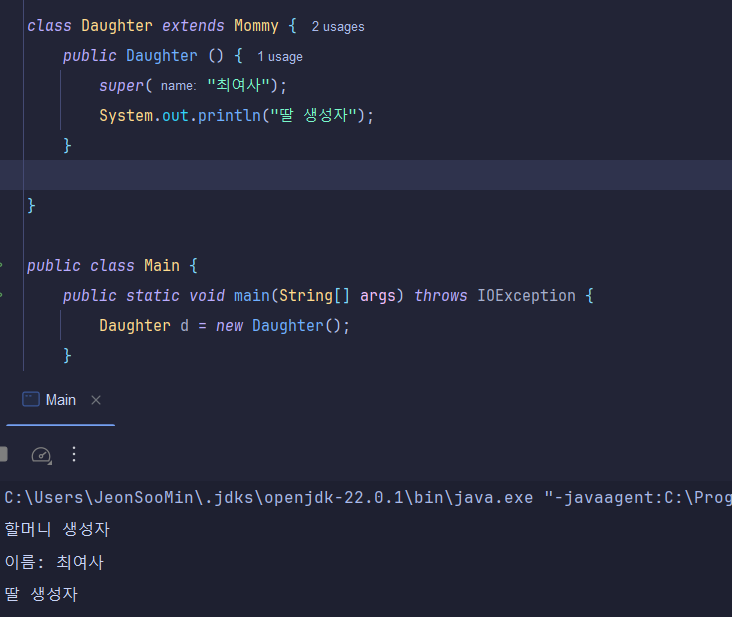 class Daughter extends Mommy { 2 usages
public Daughter () { 1 usage
super( name: "최여사");
System.out.println("딸 생성자");
}
}
public class Main {
public static void main(String[] args) throws IOException {
Daughter d = new Daughter();
}
Main
C:\Users\JeonSooMin\.jdks\openjdk-22.0.1\bin\java.exe "-javaagent:C:\Prog
할머니 생성자
이름: 최여사
딸 생성자